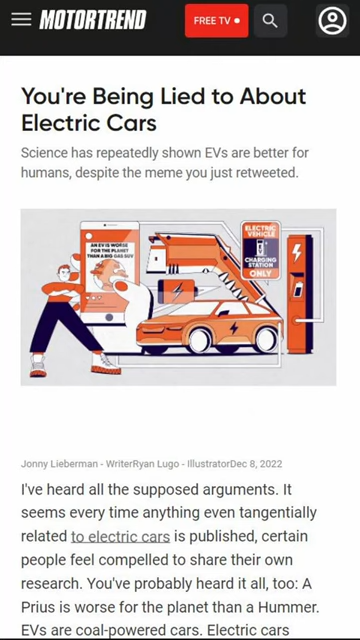 MOTORTREND
FREE TV
You're Being Lied to About
Electric Cars
Science has repeatedly shown EVs are better for
humans, despite the meme you just retweeted.
AN EV IS WORSE
FOR THE PLANET
THAN A BIG GAS SUV
ELECTRIC
VEHICLE
CHARGING
STATION
ONLY
Jonny Lieberman - WriterRyan Lugo - IllustratorDec 8, 2022
I've heard all the supposed arguments. It
seems every time anything even tangentially
related to electric cars is published, certain
people feel compelled to share their own
research. You've probably heard it all, too: A
Prius is worse for the planet than a Hummer.
EVs are coal-powered cars. Electric cars